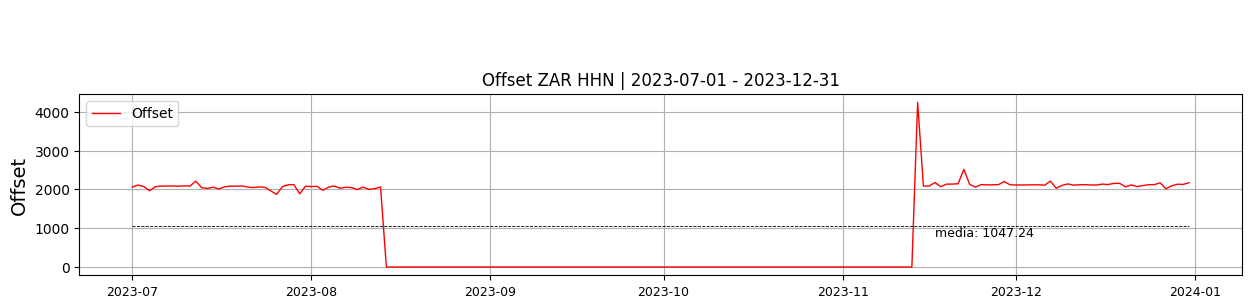 Offset ZAR HHN | 2023-07-01 - 2023-12-31
Offset
Offset
4000
3000
2000
1000
0
media: 1047.24
2023-07 2023-08 2023-09 2023-10 2023-11 2023-12 2024-01